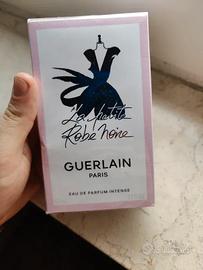 La petite
Robe Noire
GUERLAIN
PARIS
EAU DE PARFUM INTENSE